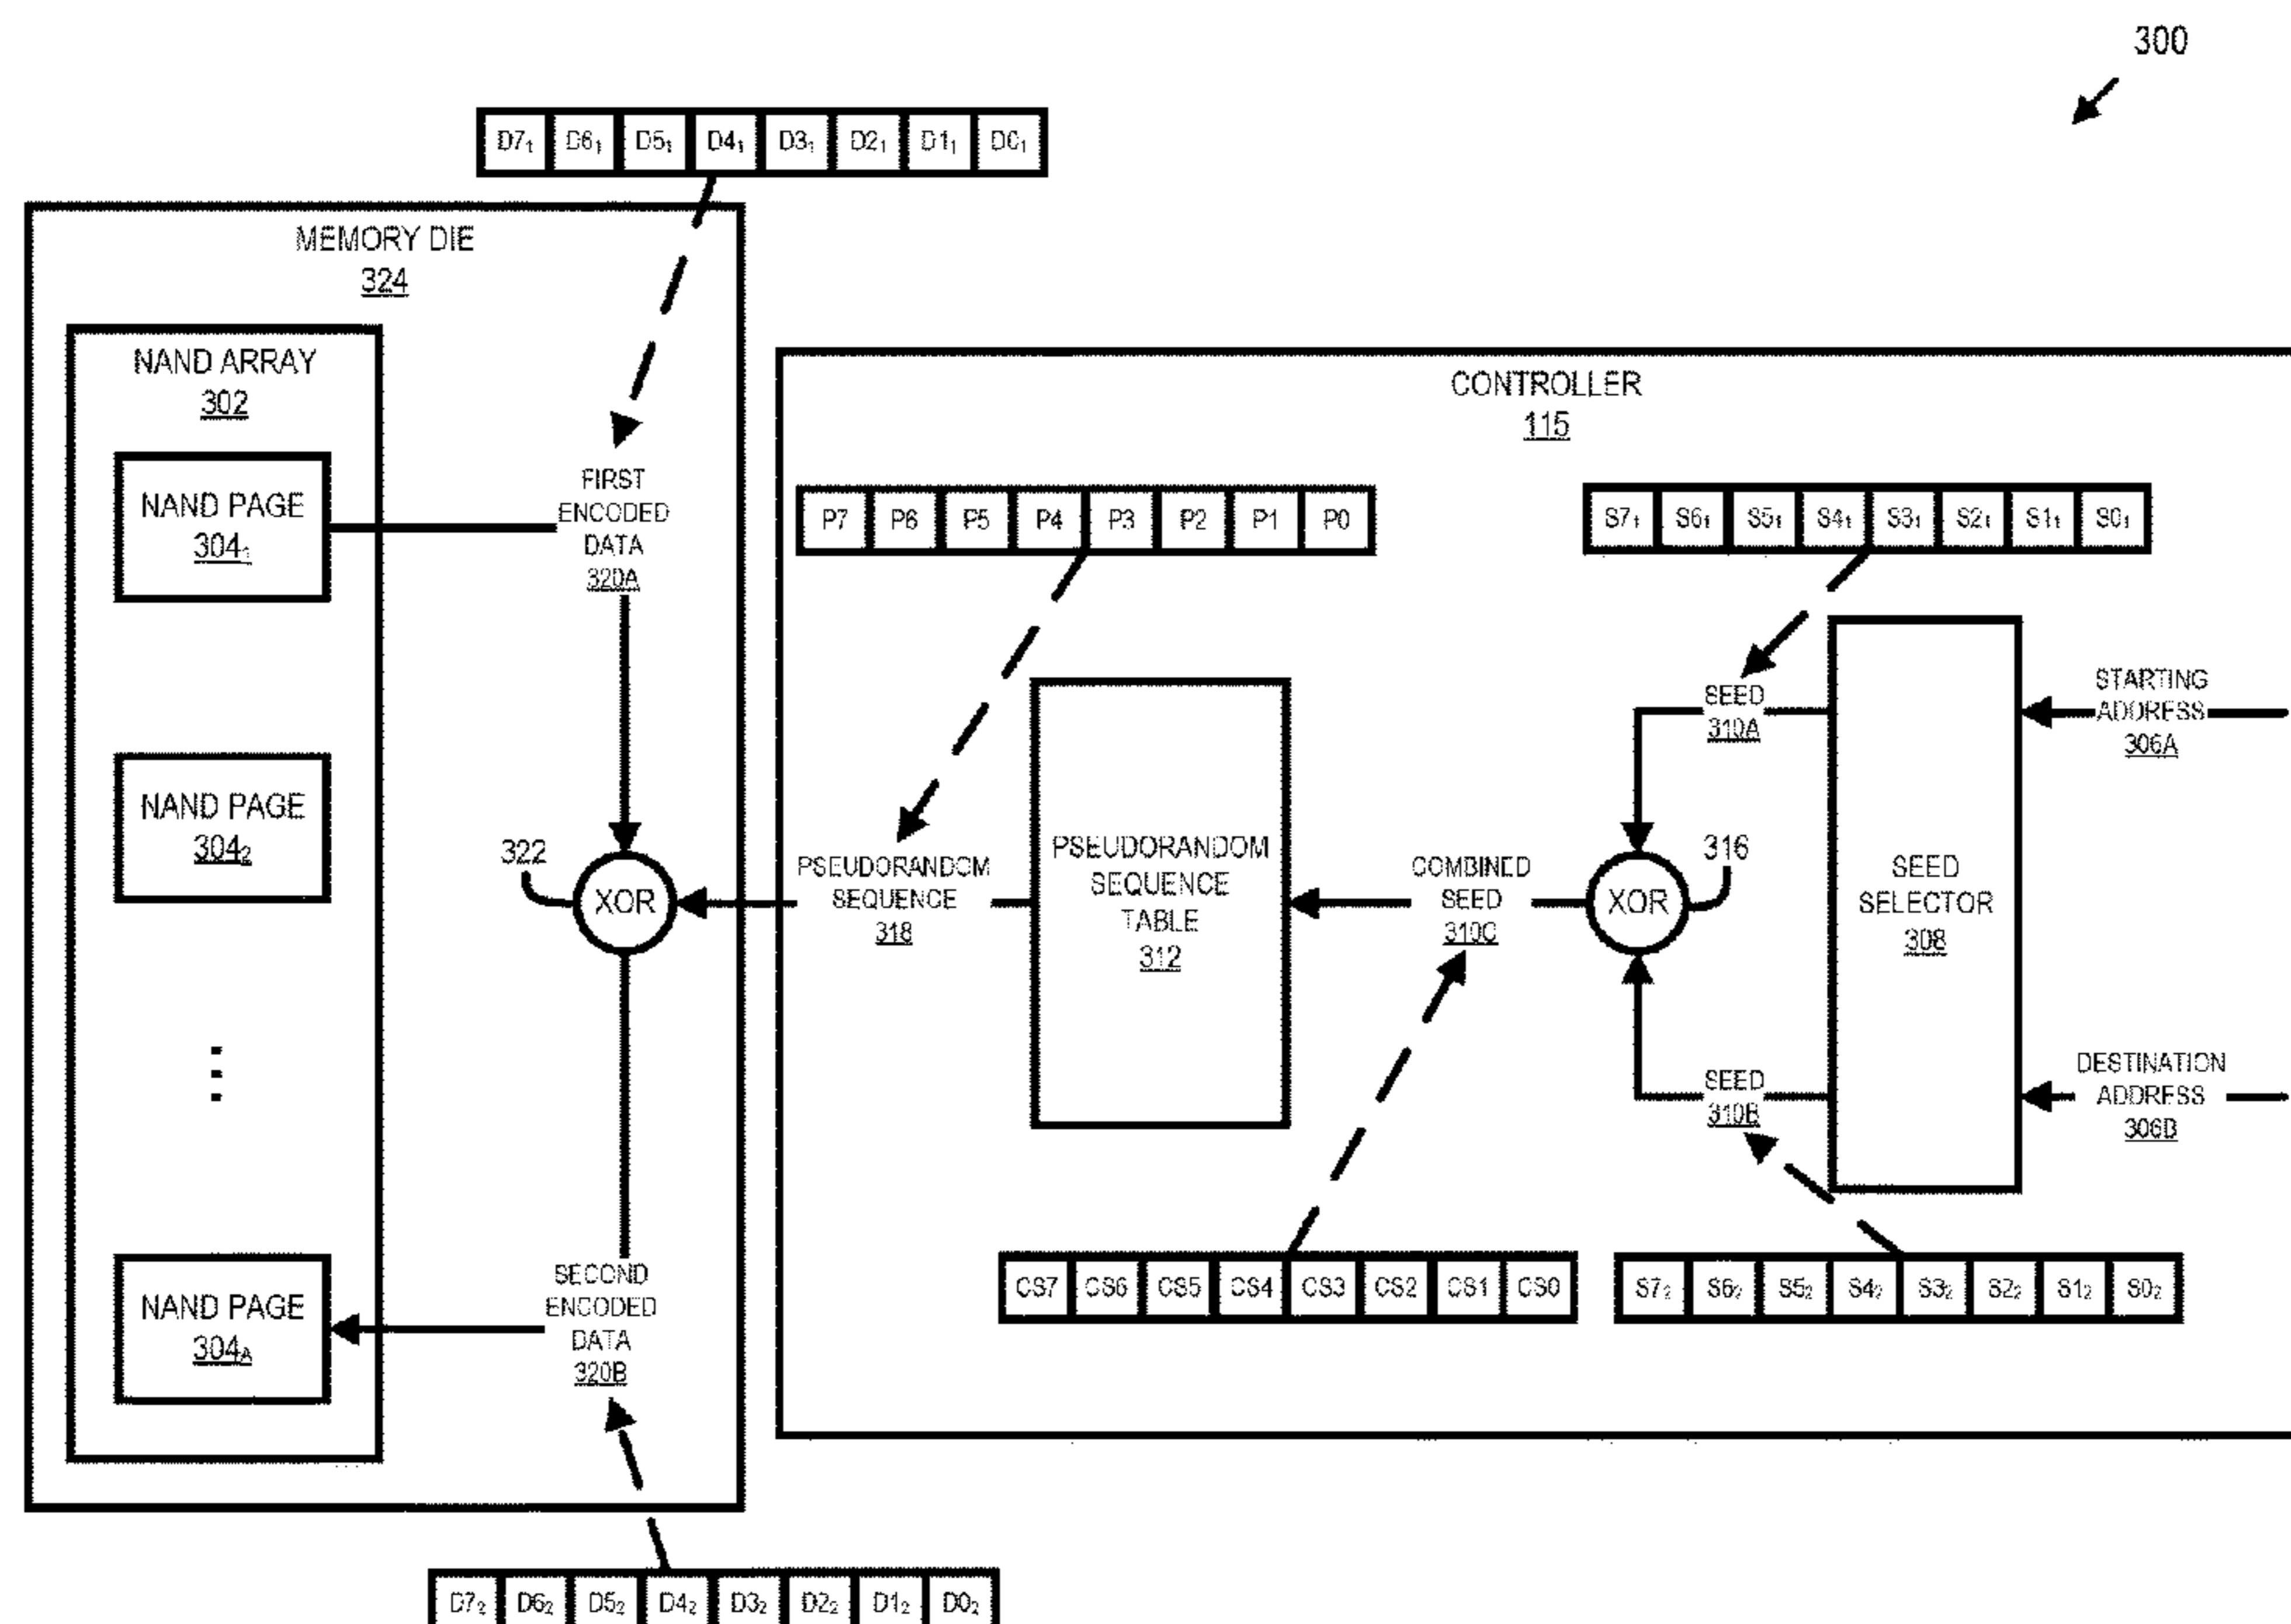 300
D7₁ D6₁ D5₁ D4₁ D3₁ D2₁ D1₁ D0₁
MEMORY DIE
324
NAND ARRAY
302
NAND PAGE
304₁
NAND PAGE
304₂
NAND PAGE
304A
FIRST
ENCODED
DATA
320A
322
XOR
SECOND
ENCODED
DATA
320B
D7₂ D6₂ D5₂ D4₂ D3₂ D2₂ D1₂ D0₂
CONTROLLER
115
P7 P6 P5 P4 P3 P2 P1 P0
PSEUDORANDOM
SEQUENCE
318
PSEUDORANDOM
SEQUENCE
TABLE
312
COMBINED
SEED
310C
CS7 CS6 CS5 CS4 CS3 CS2 CS1 CS0
S7₁ S6₁ S5₁ S4₁ S3₁ S2₁ S1₁ S0₁
SEED
310A
316
XOR
SEED
310B
S7₂ S6₂ S5₂ S4₂ S3₂ S2₂ S1₂ S0₂
SEED
SELECTOR
308
STARTING
ADDRESS
306A
DESTINATION
ADDRESS
306B